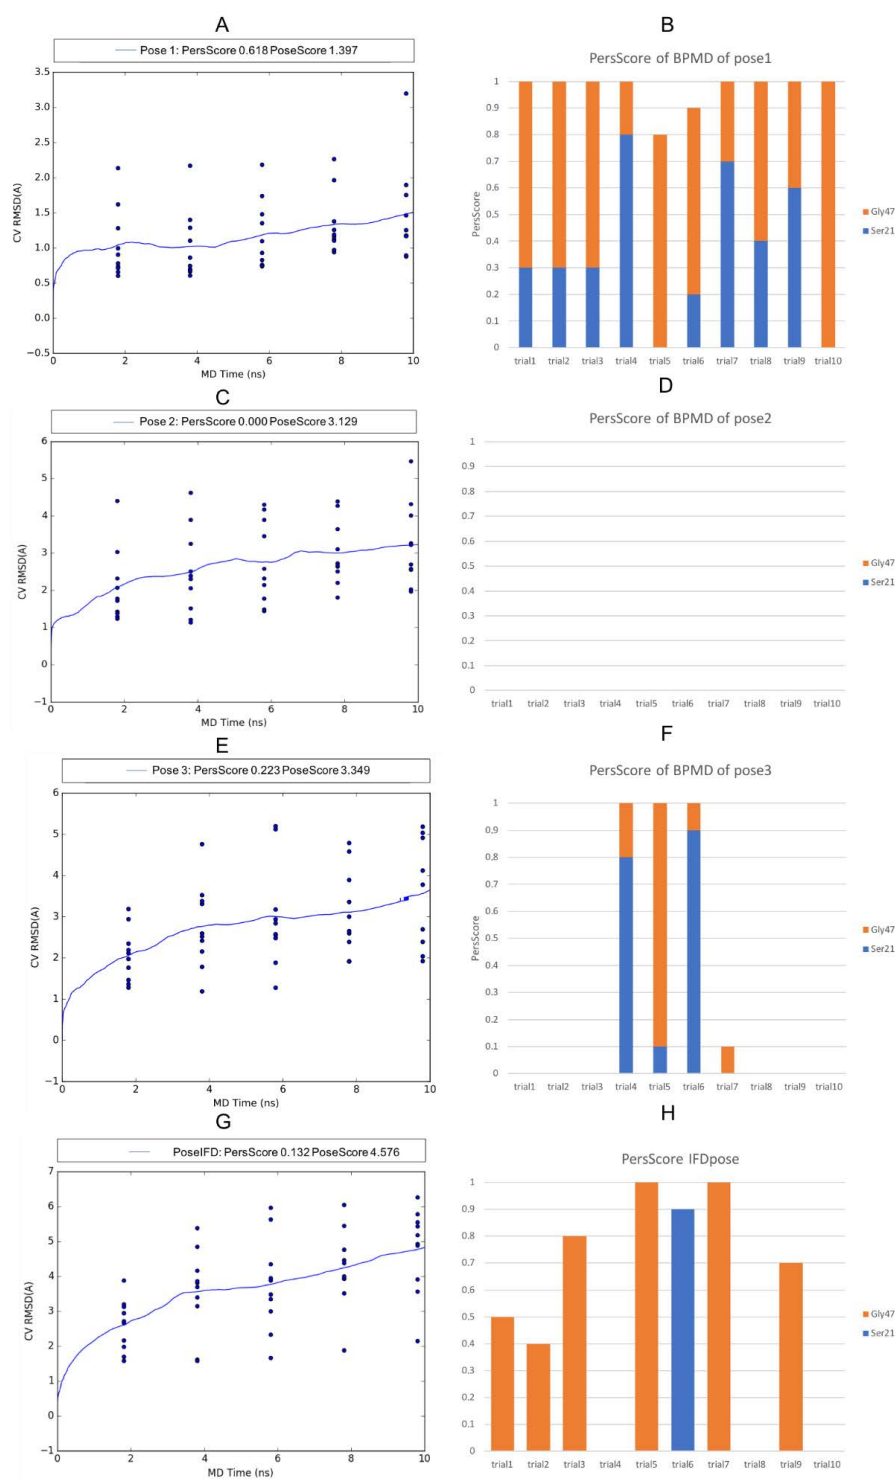 A
Pose 1: PersScore 0.618 PoseScore 1.397
3.5
3.0
2.5
2.0
1.5
1.0
0.5
0.0
−0.5
CV RMSD(A)
0 2 4 6 8 10
MD Time (ns)
B
PersScore of BPMD of pose1
1
0.9
0.8
0.7
0.6
0.5
0.4
0.3
0.2
0.1
0
PersScore
trial1 trial2 trial3 trial4 trial5 trial6 trial7 trial8 trial9 trial10
Gly47
Ser21
C
Pose 2: PersScore 0.000 PoseScore 3.129
6
5
4
3
2
1
0
−1
CV RMSD(A)
0 2 4 6 8 10
MD Time (ns)
D
PersScore of BPMD of pose2
1
0.9
0.8
0.7
0.6
0.5
0.4
0.3
0.2
0.1
0
trial1 trial2 trial3 trial4 trial5 trial6 trial7 trial8 trial9 trial10
Gly47
Ser21
E
Pose 3: PersScore 0.223 PoseScore 3.349
6
5
4
3
2
1
0
−1
CV RMSD(A)
0 2 4 6 8 10
MD Time (ns)
F
PersScore of BPMD of pose3
1
0.9
0.8
0.7
0.6
0.5
0.4
0.3
0.2
0.1
0
PersScore
trial1 trial2 trial3 trial4 trial5 trial6 trial7 trial8 trial9 trial10
Gly47
Ser21
G
PoseIFD: PersScore 0.132 PoseScore 4.576
7
6
5
4
3
2
1
0
−1
CV RMSD(A)
0 2 4 6 8 10
MD Time (ns)
H
PersScore IFDpose
1
0.9
0.8
0.7
0.6
0.5
0.4
0.3
0.2
0.1
0
trial1 trial2 trial3 trial4 trial5 trial6 trial7 trial8 trial9 trial10
Gly47
Ser21